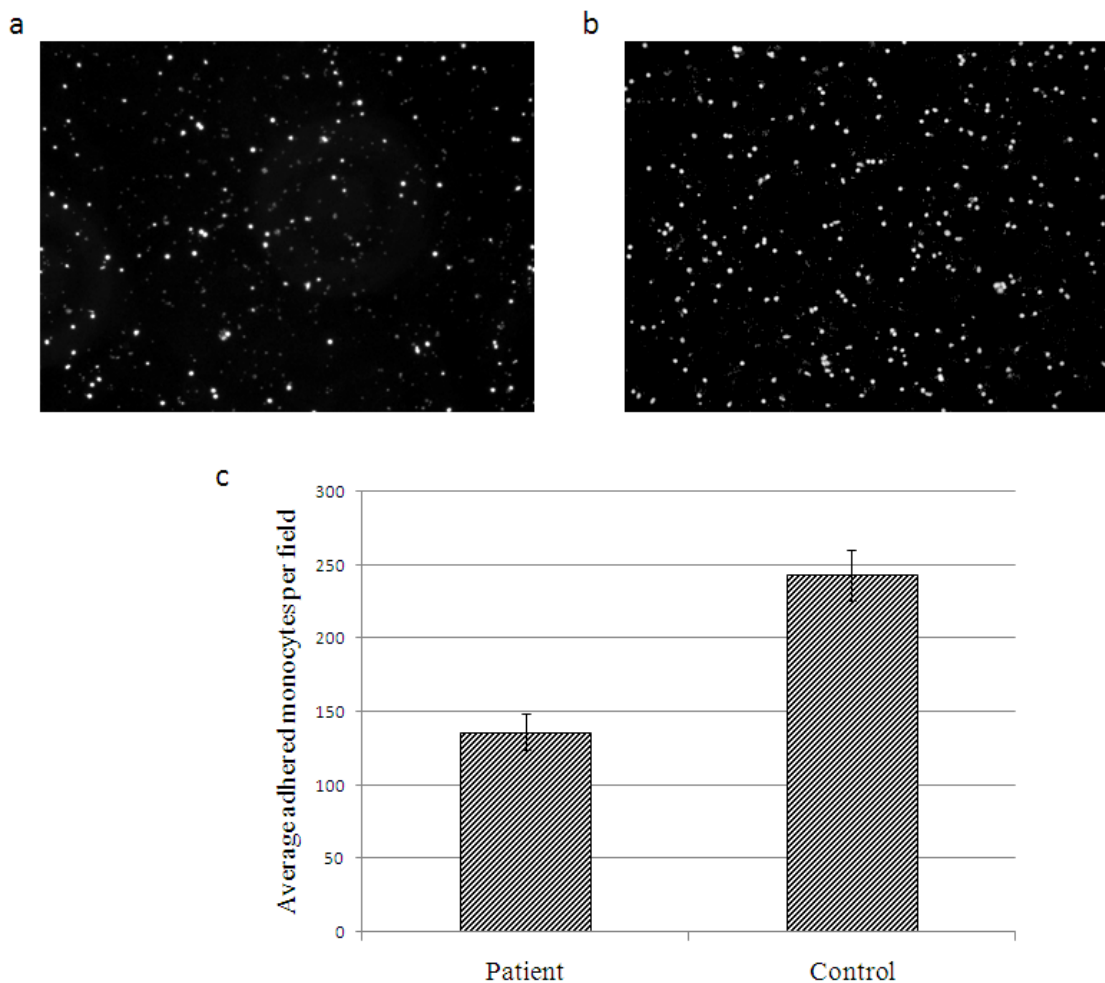 a
b
c
Average adhered monocytes per field
300
250
200
150
100
50
0
Patient
Control